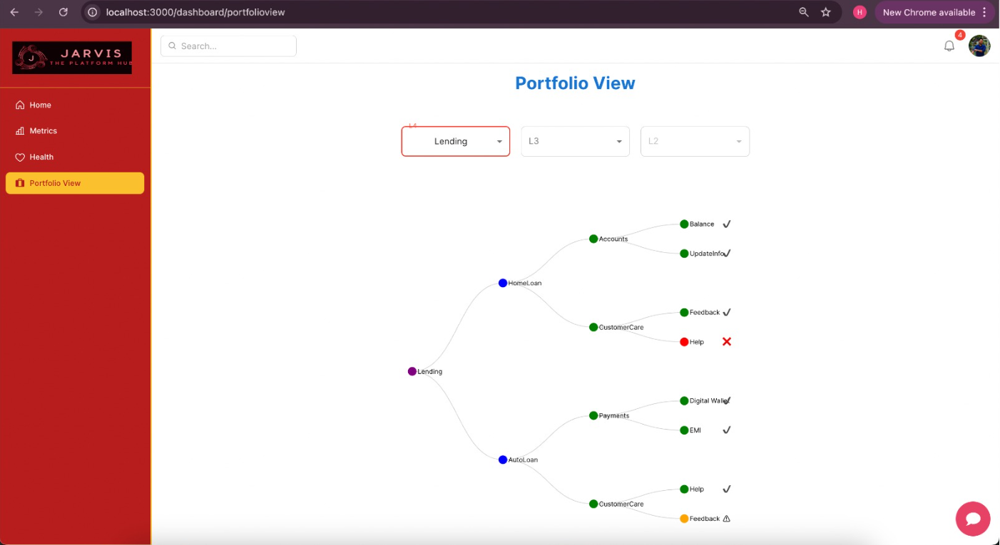 localhost:3000/dashboard/portfolioview
H
New Chrome available
J
JARVIS
THE PLATFORM HUB
Search...
4
Home
Metrics
Health
Portfolio View
Portfolio View
L4
Lending
L3
L2
Balance
Accounts
UpdateInfo
HomeLoan
Feedback
CustomerCare
Help
Lending
Digital Wallet
Payments
EMI
AutoLoan
Help
CustomerCare
Feedback